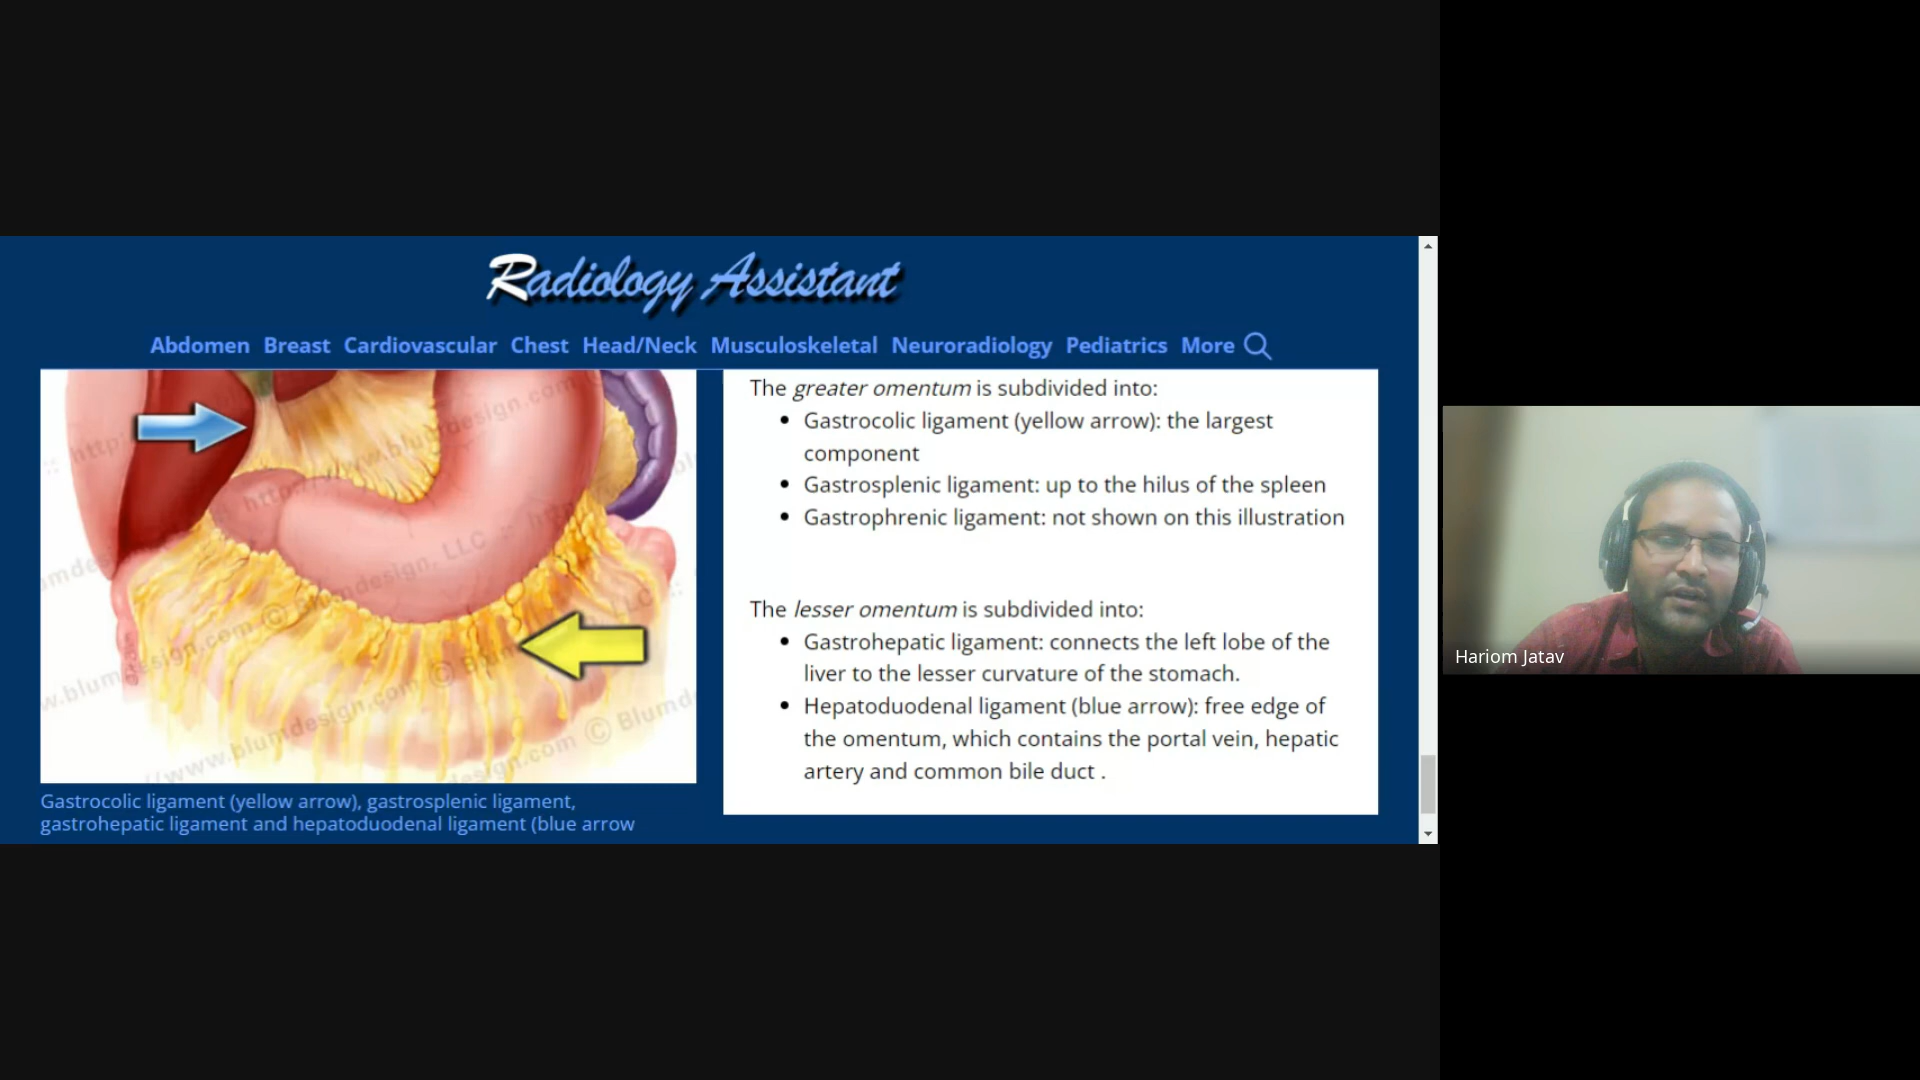 Radiology Assistant
Abdomen Breast Cardiovascular Chest Head/Neck Musculoskeletal Neuroradiology Pediatrics More
The greater omentum is subdivided into:
• Gastrocolic ligament (yellow arrow): the largest
component
• Gastrosplenic ligament: up to the hilus of the spleen
• Gastrophrenic ligament: not shown on this illustration
The lesser omentum is subdivided into:
• Gastrohepatic ligament: connects the left lobe of the
liver to the lesser curvature of the stomach.
• Hepatoduodenal ligament (blue arrow): free edge of
the omentum, which contains the portal vein, hepatic
artery and common bile duct .
Gastrocolic ligament (yellow arrow), gastrosplenic ligament,
gastrohepatic ligament and hepatoduodenal ligament (blue arrow
Hariom Jatav